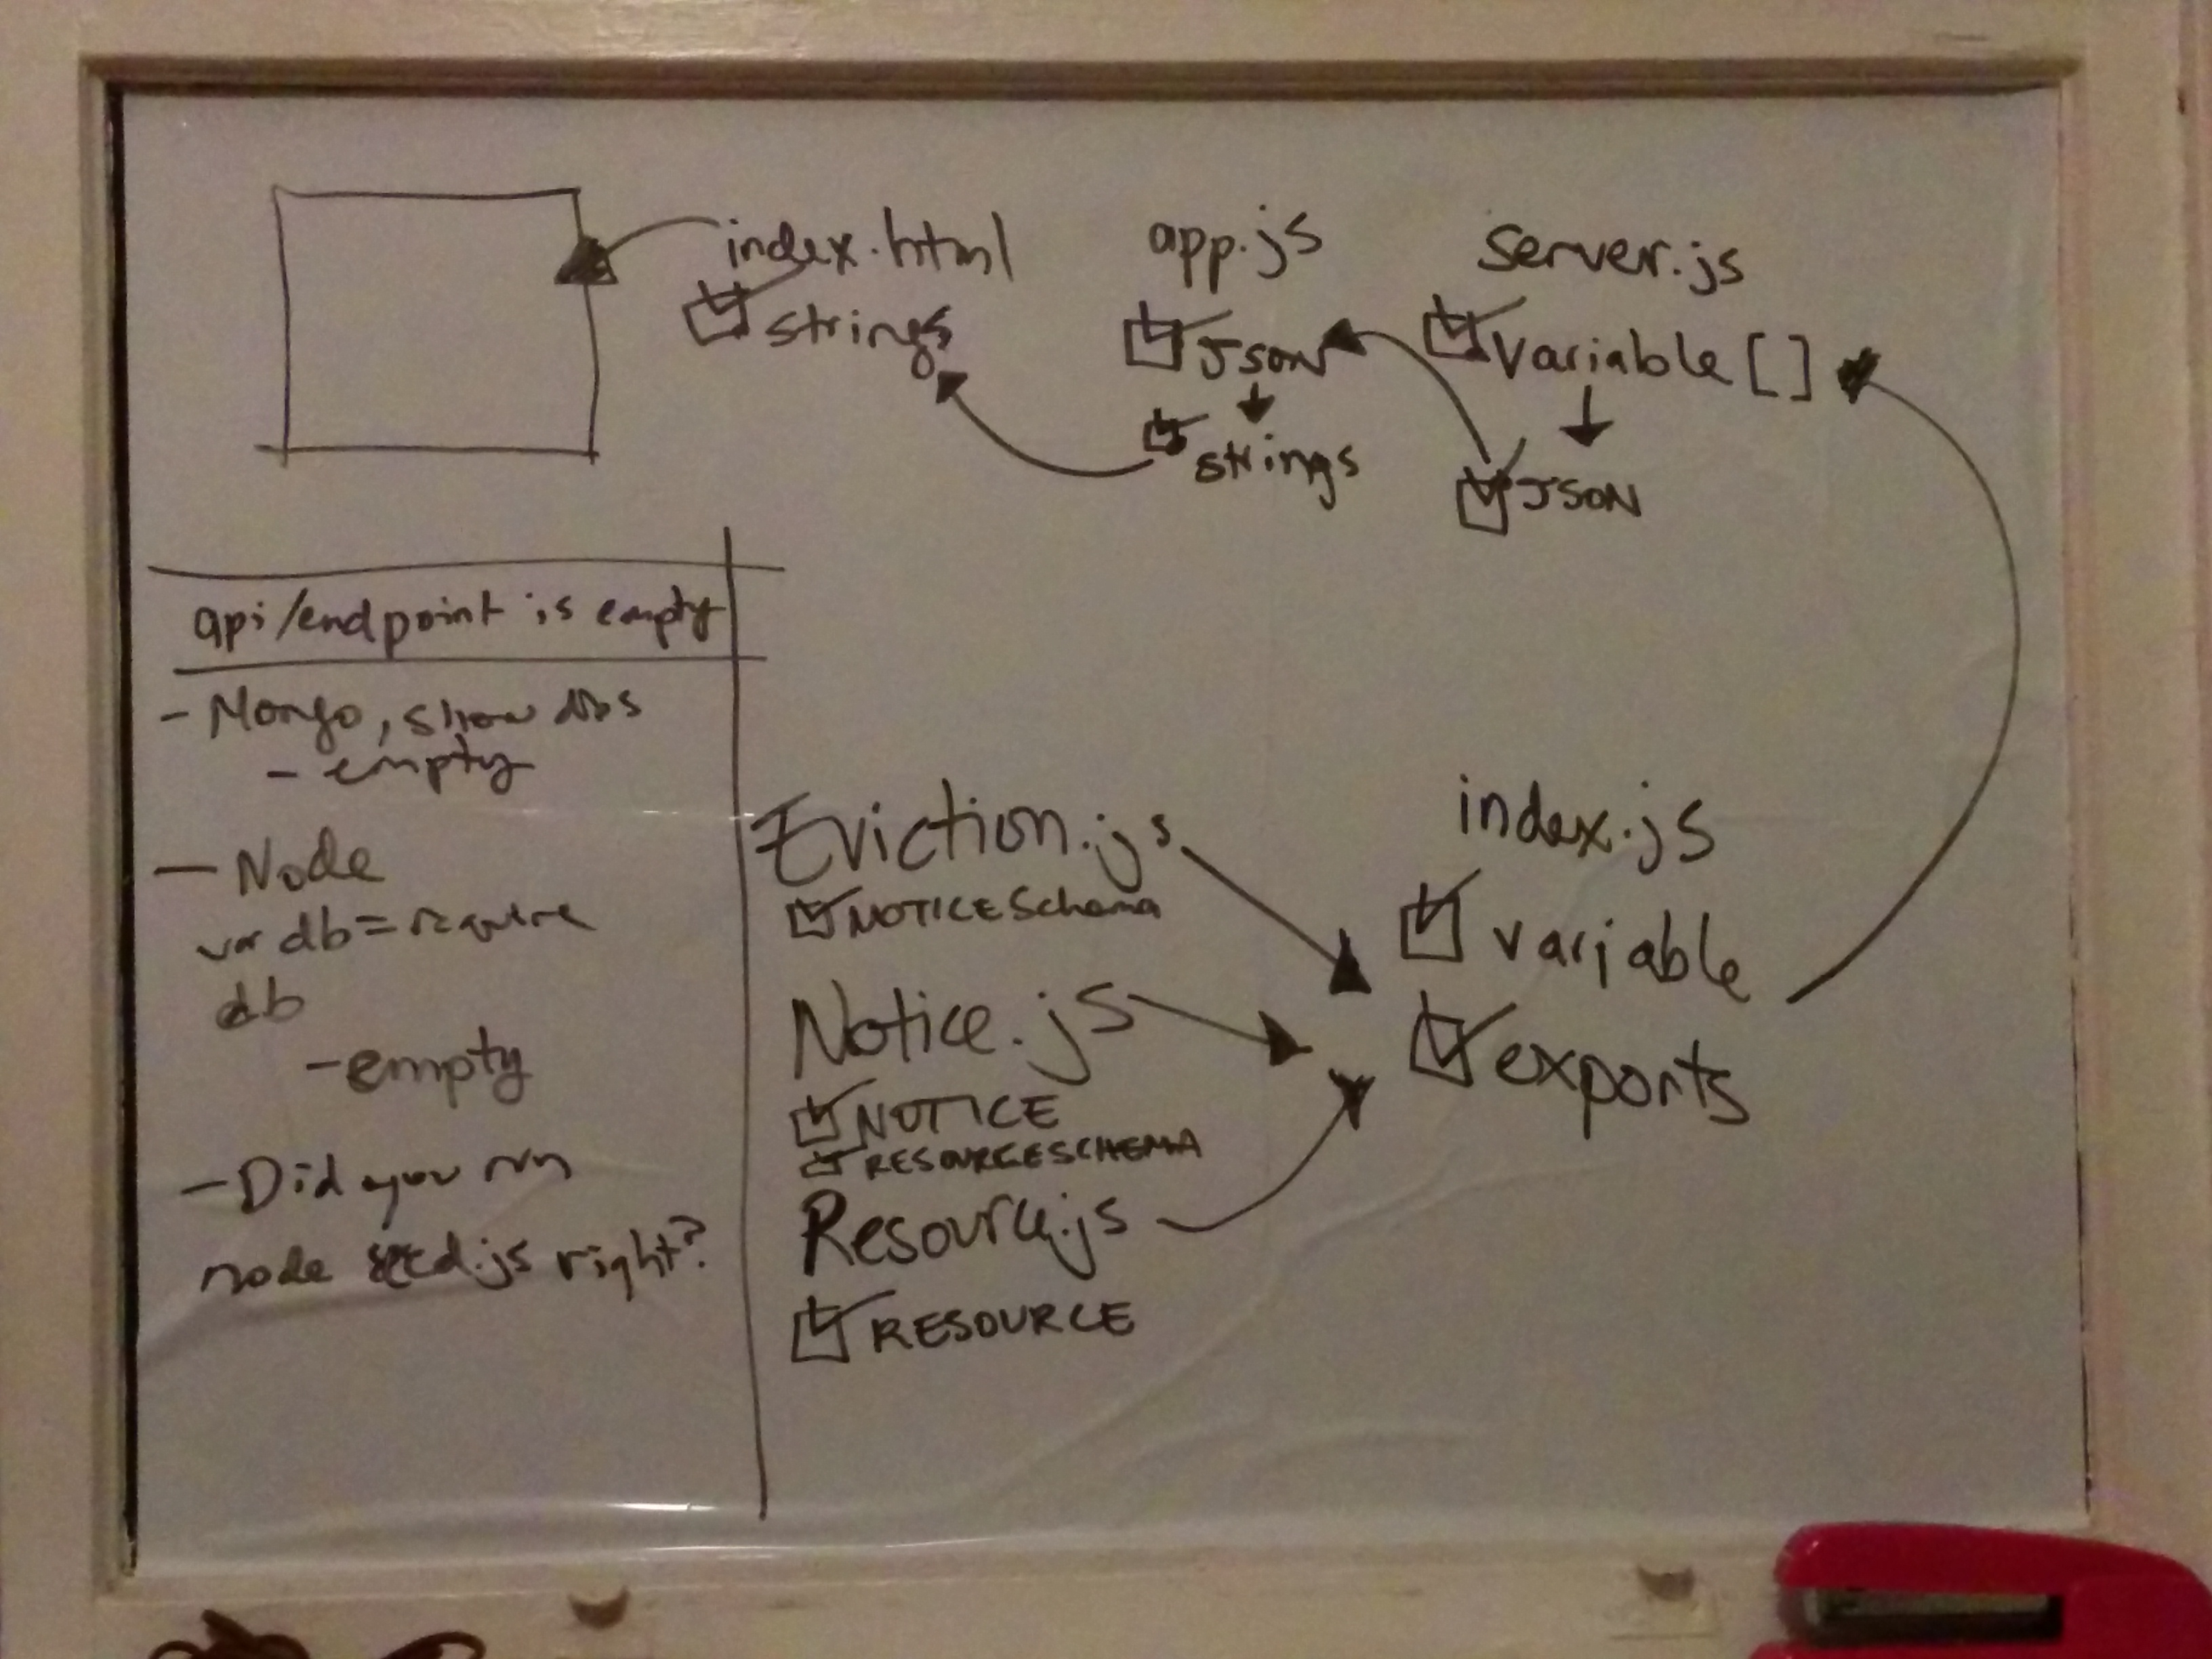 index.html
strings
app.js
JSON
strings
server.js
variable []
JSON
api/endpoint is empty
- Mongo, show dbs
- empty
- Node
var db = require
db
- empty
- Did you run
node seed.js right?
Eviction.js
NOTICESchema
Notice.js
NOTICE
RESOURCESCHEMA
Resource.js
RESOURCE
index.js
variable
exports